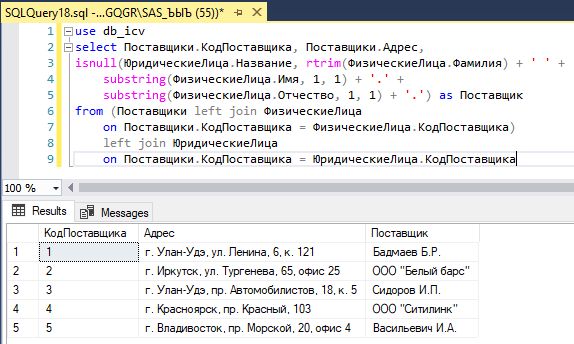 SQLQuery18.sql -...GQGR\SAS_ЪЫЬ (55))*
1 use db_icv
2 select Поставщики.КодПоставщика, Поставщики.Адрес,
3 isnull(ЮридическиеЛица.Название, rtrim(ФизическиеЛица.Фамилия) + ' ' +
4 substring(ФизическиеЛица.Имя, 1, 1) + '.' +
5 substring(ФизическиеЛица.Отчество, 1, 1) + '.') as Поставщик
6 from (Поставщики left join ФизическиеЛица
7 on Поставщики.КодПоставщика = ФизическиеЛица.КодПоставщика)
8 left join ЮридическиеЛица
9 on Поставщики.КодПоставщика = ЮридическиеЛица.КодПоставщика
100 %
Results Messages
КодПоставщика Адрес Поставщик
1 1 г. Улан-Удэ, ул. Ленина, 6, к. 121 Бадмаев Б.Р.
2 2 г. Иркутск, ул. Тургенева, 65, офис 25 ООО "Белый барс"
3 3 г. Улан-Удэ, пр. Автомобилистов, 18, к. 5 Сидоров И.П.
4 4 г. Красноярск, пр. Красный, 103 ООО "Ситилинк"
5 5 г. Владивосток, пр. Морской, 20, офис 4 Васильевич И.А.